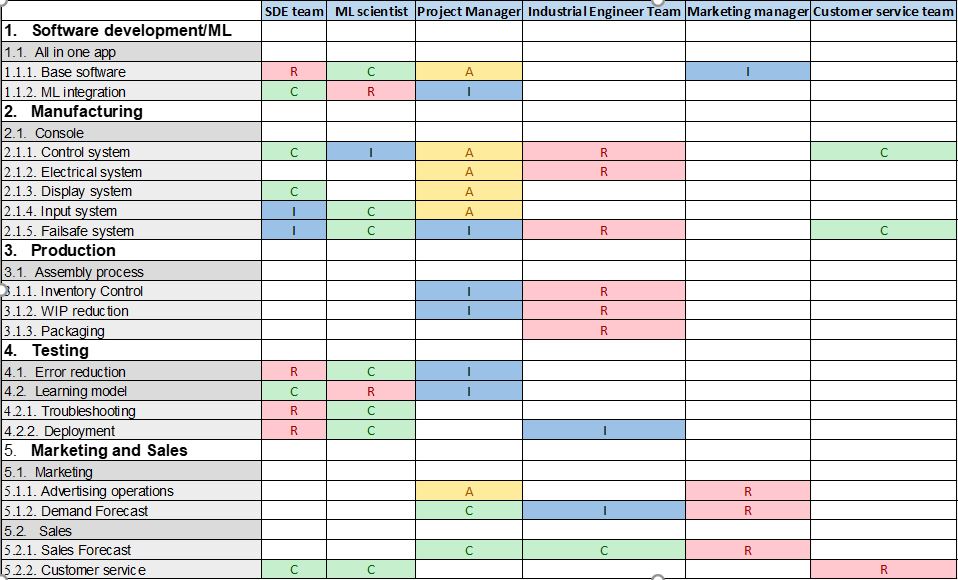 SDE team ML scientist Project Manager Industrial Engineer Team Marketing manager Customer service team
1. Software development/ML
1.1. All in one app
1.1.1. Base software R C A I
1.1.2. ML integration C R I
2. Manufacturing
2.1. Console
2.1.1. Control system C I A R C
2.1.2. Electrical system A R
2.1.3. Display system C A
2.1.4. Input system I C A
2.1.5. Failsafe system I C I R C
3. Production
3.1. Assembly process
3.1.1. Inventory Control I R
3.1.2. WIP reduction I R
3.1.3. Packaging R
4. Testing
4.1. Error reduction R C I
4.2. Learning model C R I
4.2.1. Troubleshooting R C
4.2.2. Deployment R C I
5. Marketing and Sales
5.1. Marketing
5.1.1. Advertising operations A R
5.1.2. Demand Forecast C I R
5.2. Sales
5.2.1. Sales Forecast C C R
5.2.2. Customer service C C R